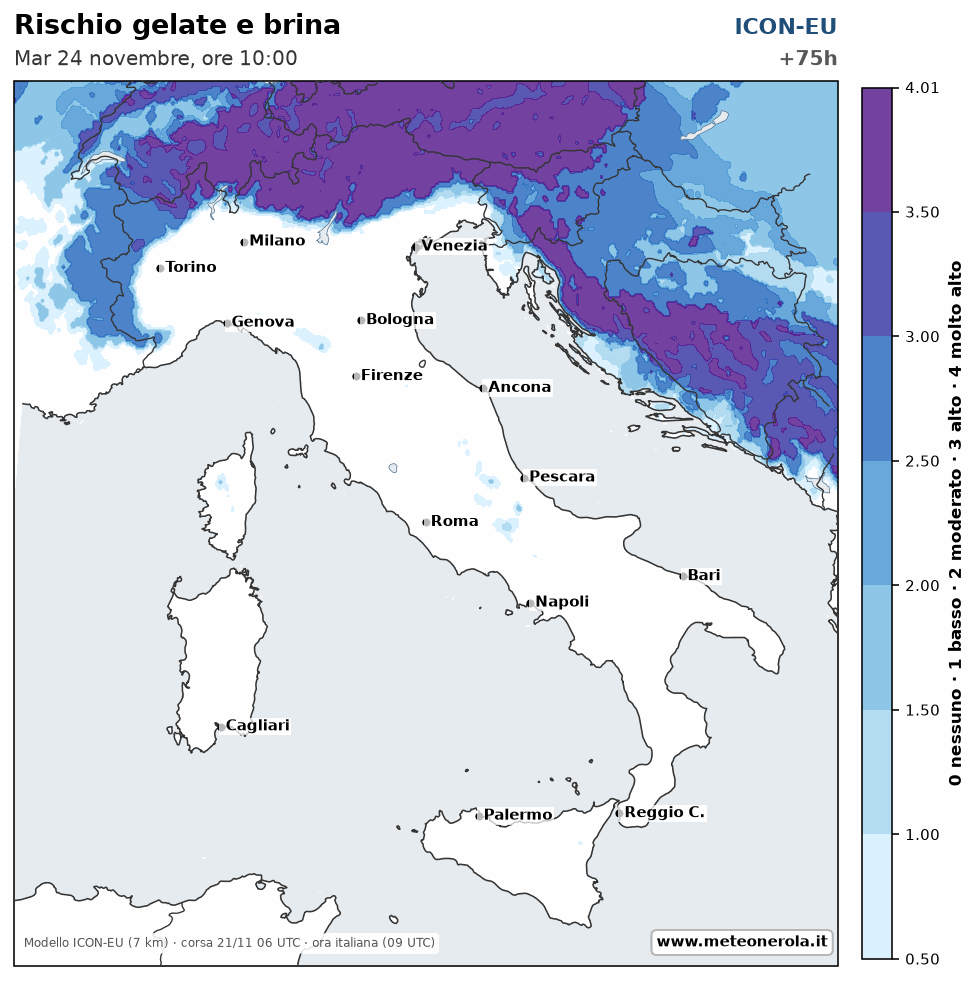 Rischio gelate e brina
ICON-EU
Mar 24 novembre, ore 10:00
+75h
4.01
3.50
3.00
2.50
2.00
1.50
1.00
0.50
0 nessuno · 1 basso · 2 moderato · 3 alto · 4 molto alto
Milano
Venezia
Torino
Genova
Bologna
Firenze
Ancona
Pescara
Roma
Bari
Napoli
Cagliari
Palermo
Reggio C.
Modello ICON-EU (7 km) · corsa 21/11 06 UTC · ora italiana (09 UTC)
www.meteonerola.it